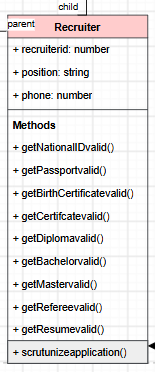 child
parent
Recruiter
+ recruiterid: number
+ position: string
+ phone: number
Methods
+ getNationalIDvalid()
+ getPassportvalid()
+ getBirthCertificatevalid()
+ getCertifcatevalid()
+ getDiplomavalid()
+ getBachelorvalid()
+ getMastervalid()
+ getRefereevalid()
+ getResumevalid()
+ scrutunizeapplication()